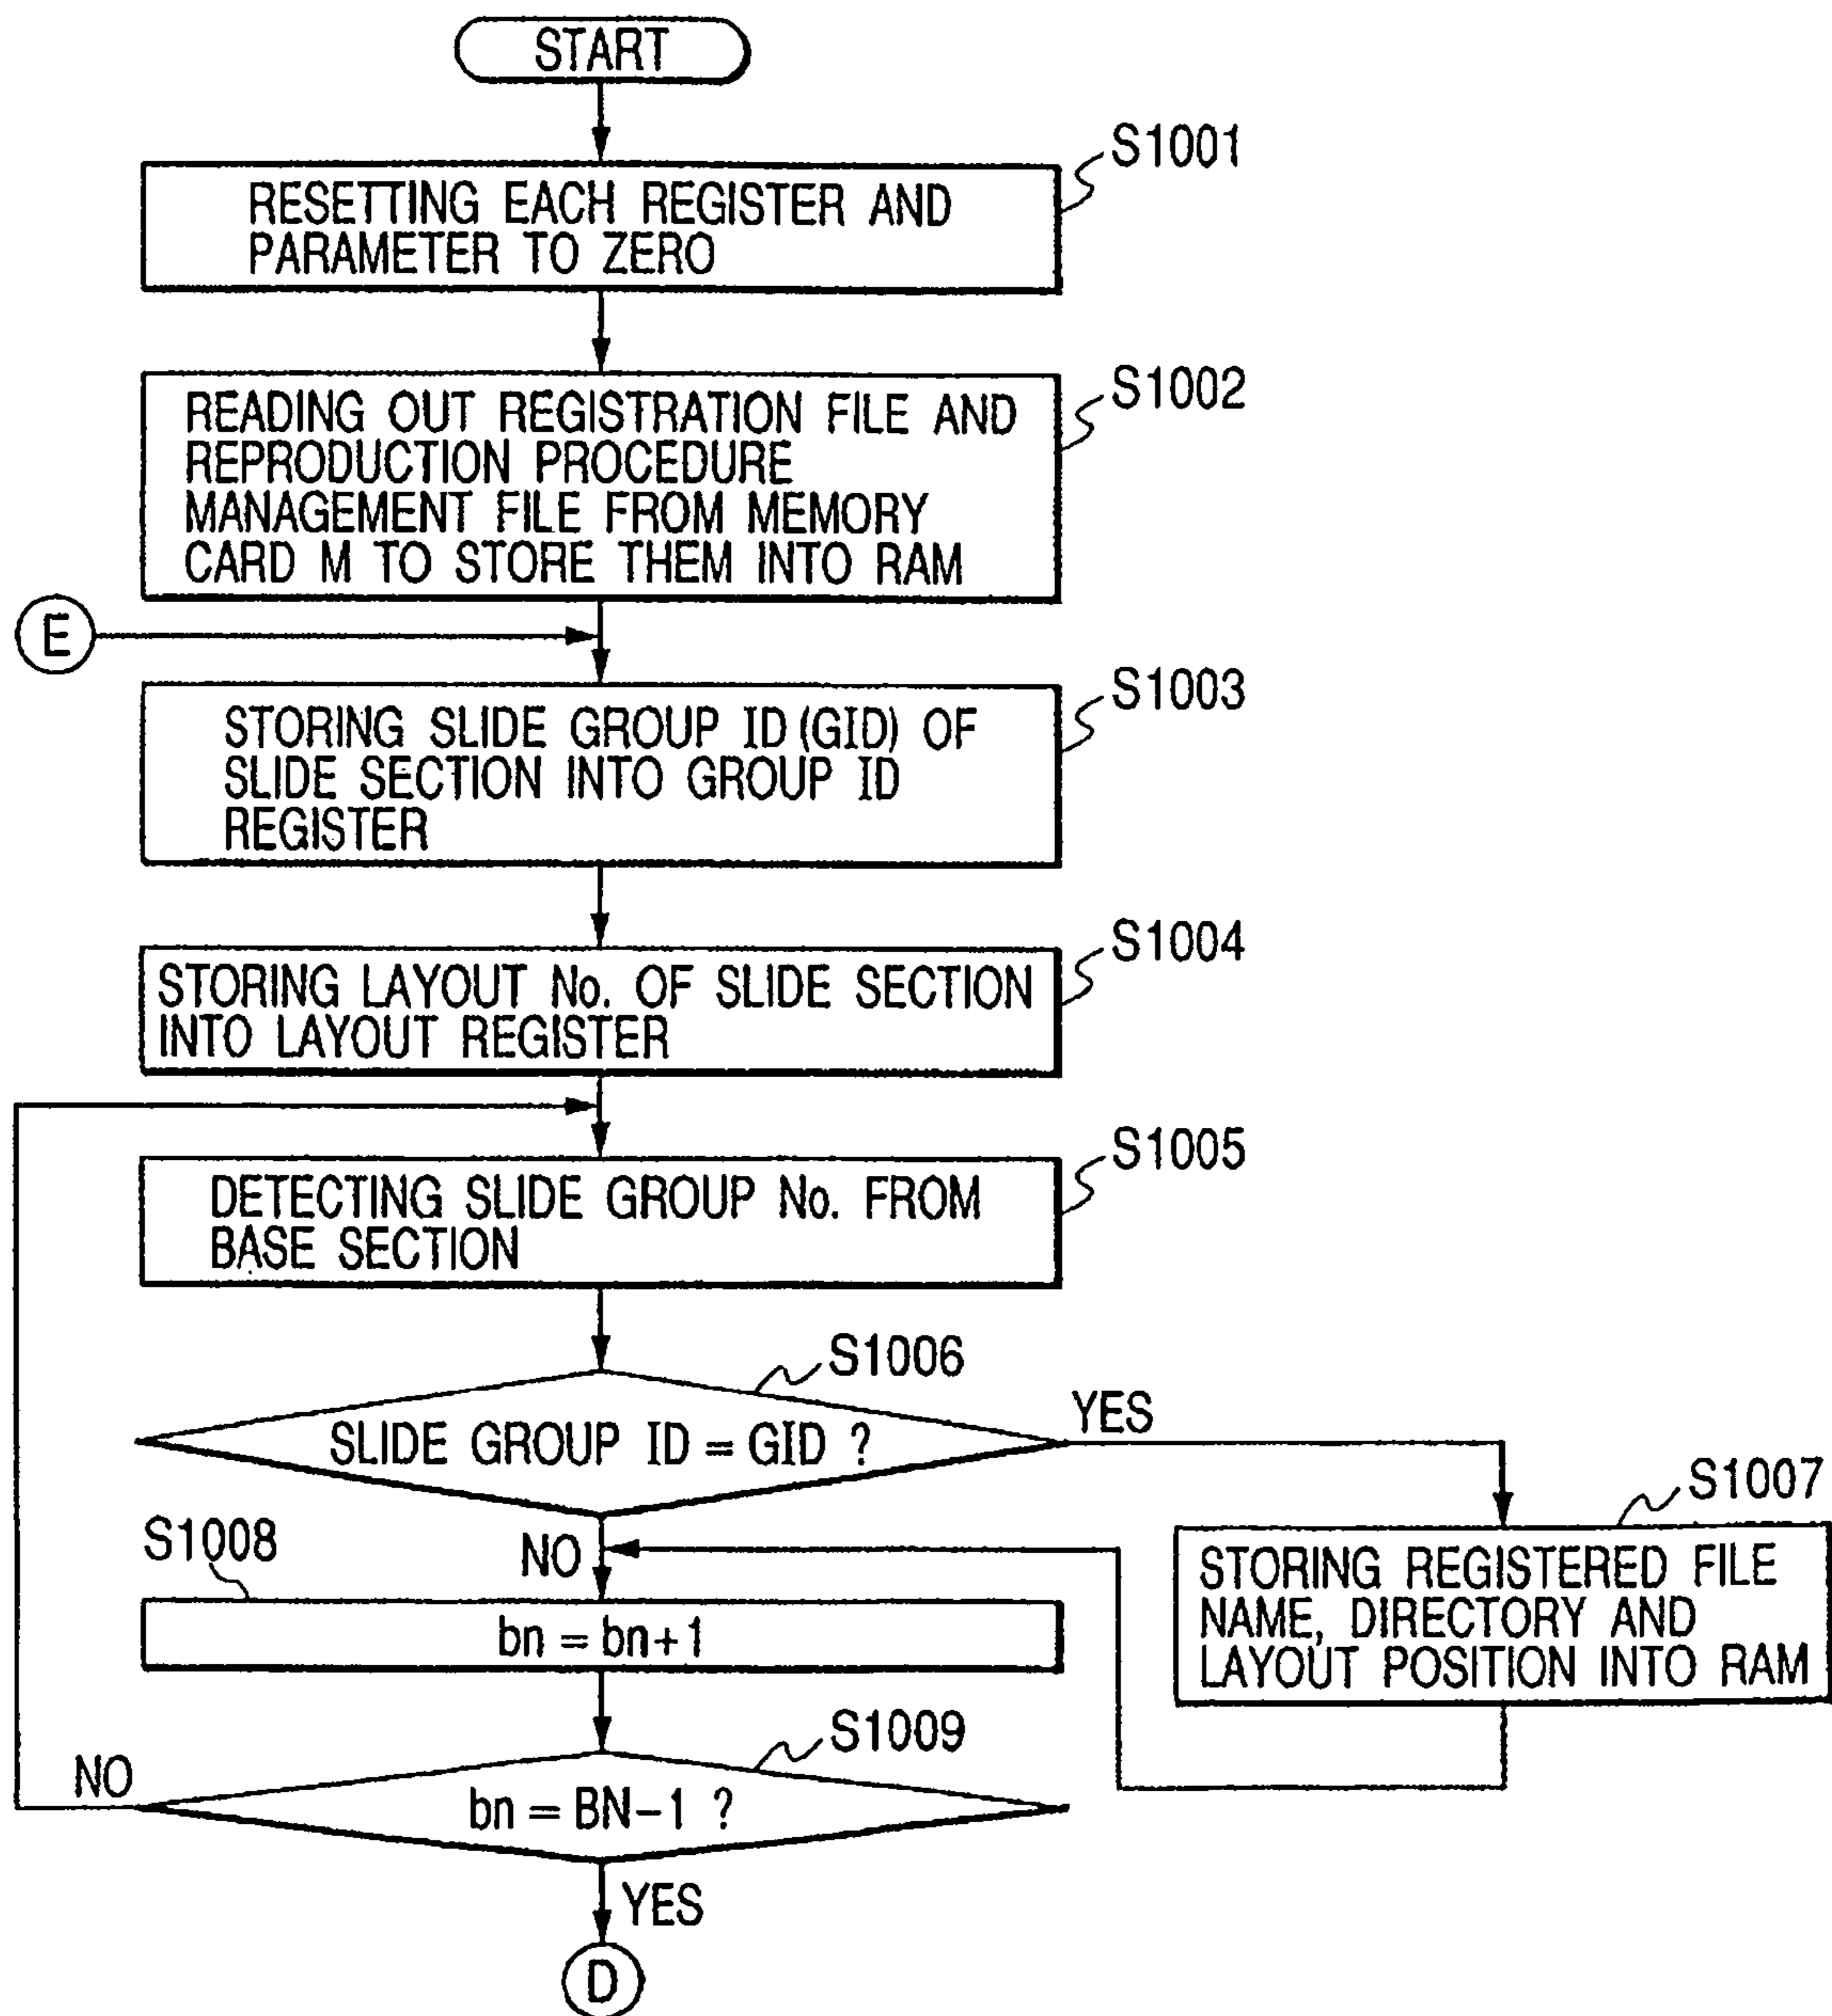 START
S1001
RESETTING EACH REGISTER AND
PARAMETER TO ZERO
S1002
READING OUT REGISTRATION FILE AND
REPRODUCTION PROCEDURE
MANAGEMENT FILE FROM MEMORY
CARD M TO STORE THEM INTO RAM
E
S1003
STORING SLIDE GROUP ID (GID) OF
SLIDE SECTION INTO GROUP ID
REGISTER
S1004
STORING LAYOUT No. OF SLIDE SECTION
INTO LAYOUT REGISTER
S1005
DETECTING SLIDE GROUP No. FROM
BASE SECTION
S1006
SLIDE GROUP ID = GID ?
YES
S1007
STORING REGISTERED FILE
NAME, DIRECTORY AND
LAYOUT POSITION INTO RAM
NO
S1008
bn = bn+1
S1009
bn = BN-1 ?
NO
YES
D